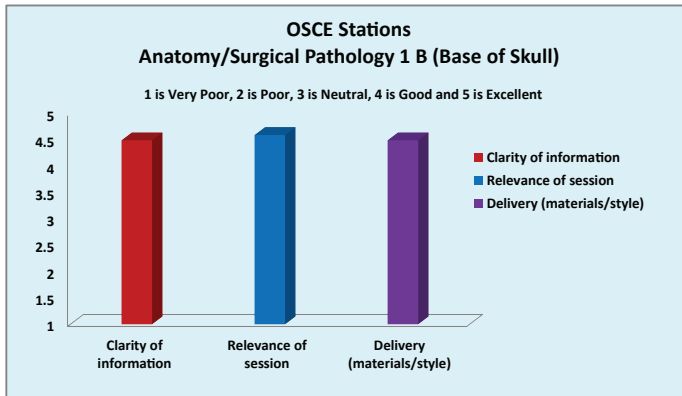 OSCE Stations
Anatomy/Surgical Pathology 1 B (Base of Skull)
1 is Very Poor, 2 is Poor, 3 is Neutral, 4 is Good and 5 is Excellent
5
4.5
4
3.5
3
2.5
2
1.5
1
Clarity of information
Relevance of session
Delivery (materials/style)
Clarity of
information
Relevance of
session
Delivery
(materials/style)